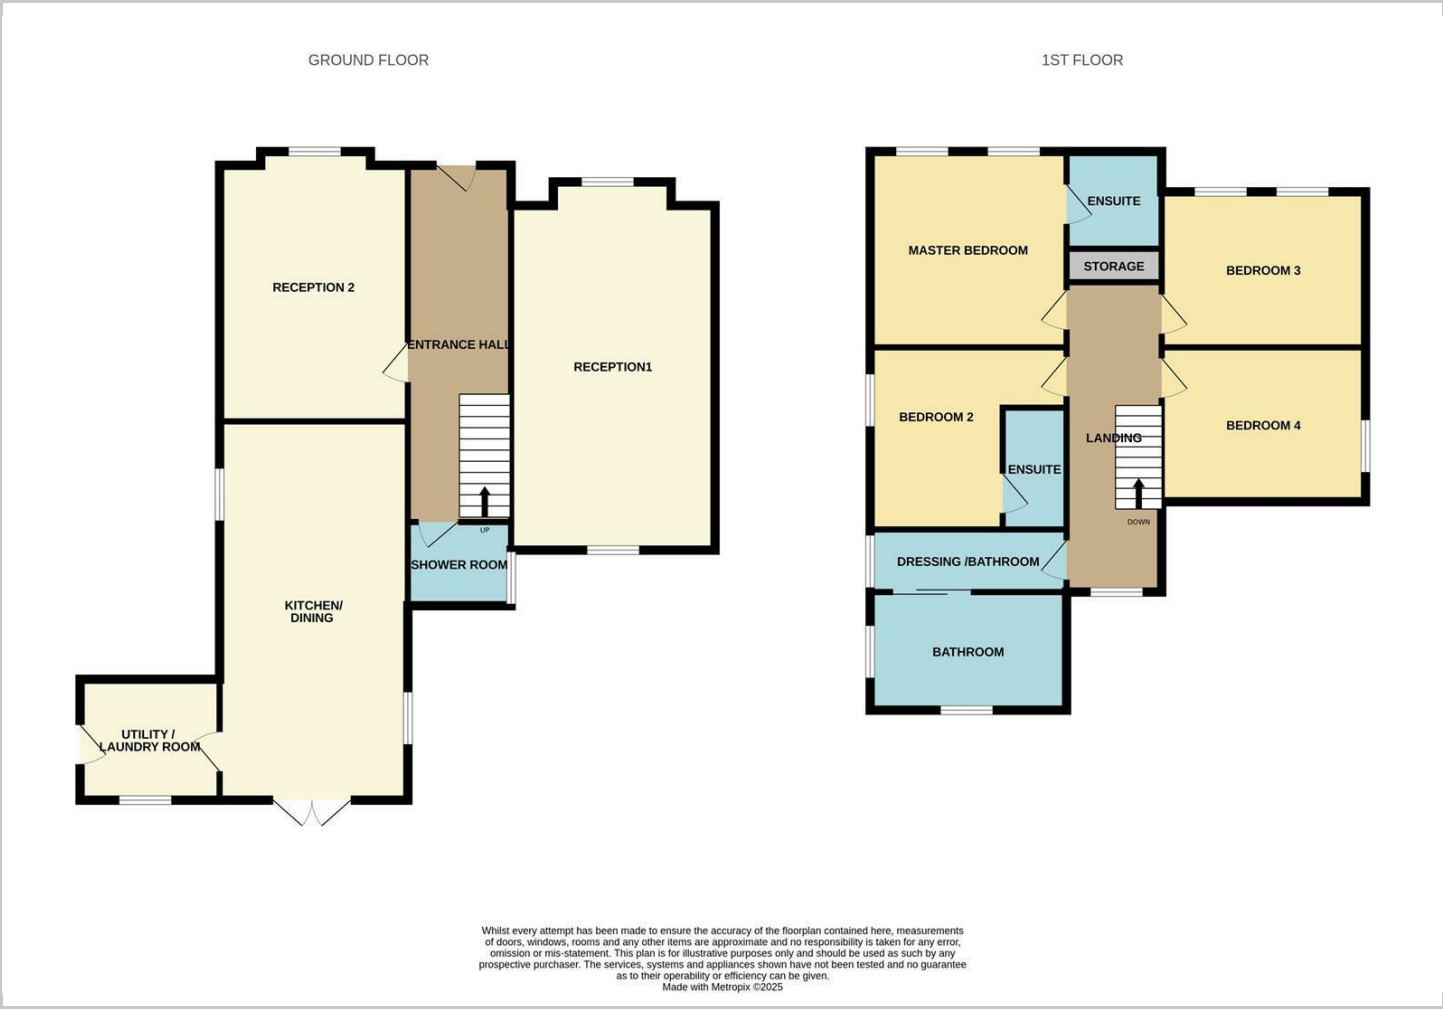 GROUND FLOOR
RECEPTION 2
ENTRANCE HALL
RECEPTION1
UP
SHOWER ROOM
KITCHEN/
DINING
UTILITY /
LAUNDRY ROOM
1ST FLOOR
ENSUITE
MASTER BEDROOM
STORAGE
BEDROOM 3
BEDROOM 2
BEDROOM 4
LANDING
ENSUITE
DOWN
DRESSING /BATHROOM
BATHROOM
Whilst every attempt has been made to ensure the accuracy of the floorplan contained here, measurements
of doors, windows, rooms and any other items are approximate and no responsibility is taken for any error,
omission or mis-statement. This plan is for illustrative purposes only and should be used as such by any
prospective purchaser. The services, systems and appliances shown have not been tested and no guarantee
as to their operability or efficiency can be given.
Made with Metropix ©2025